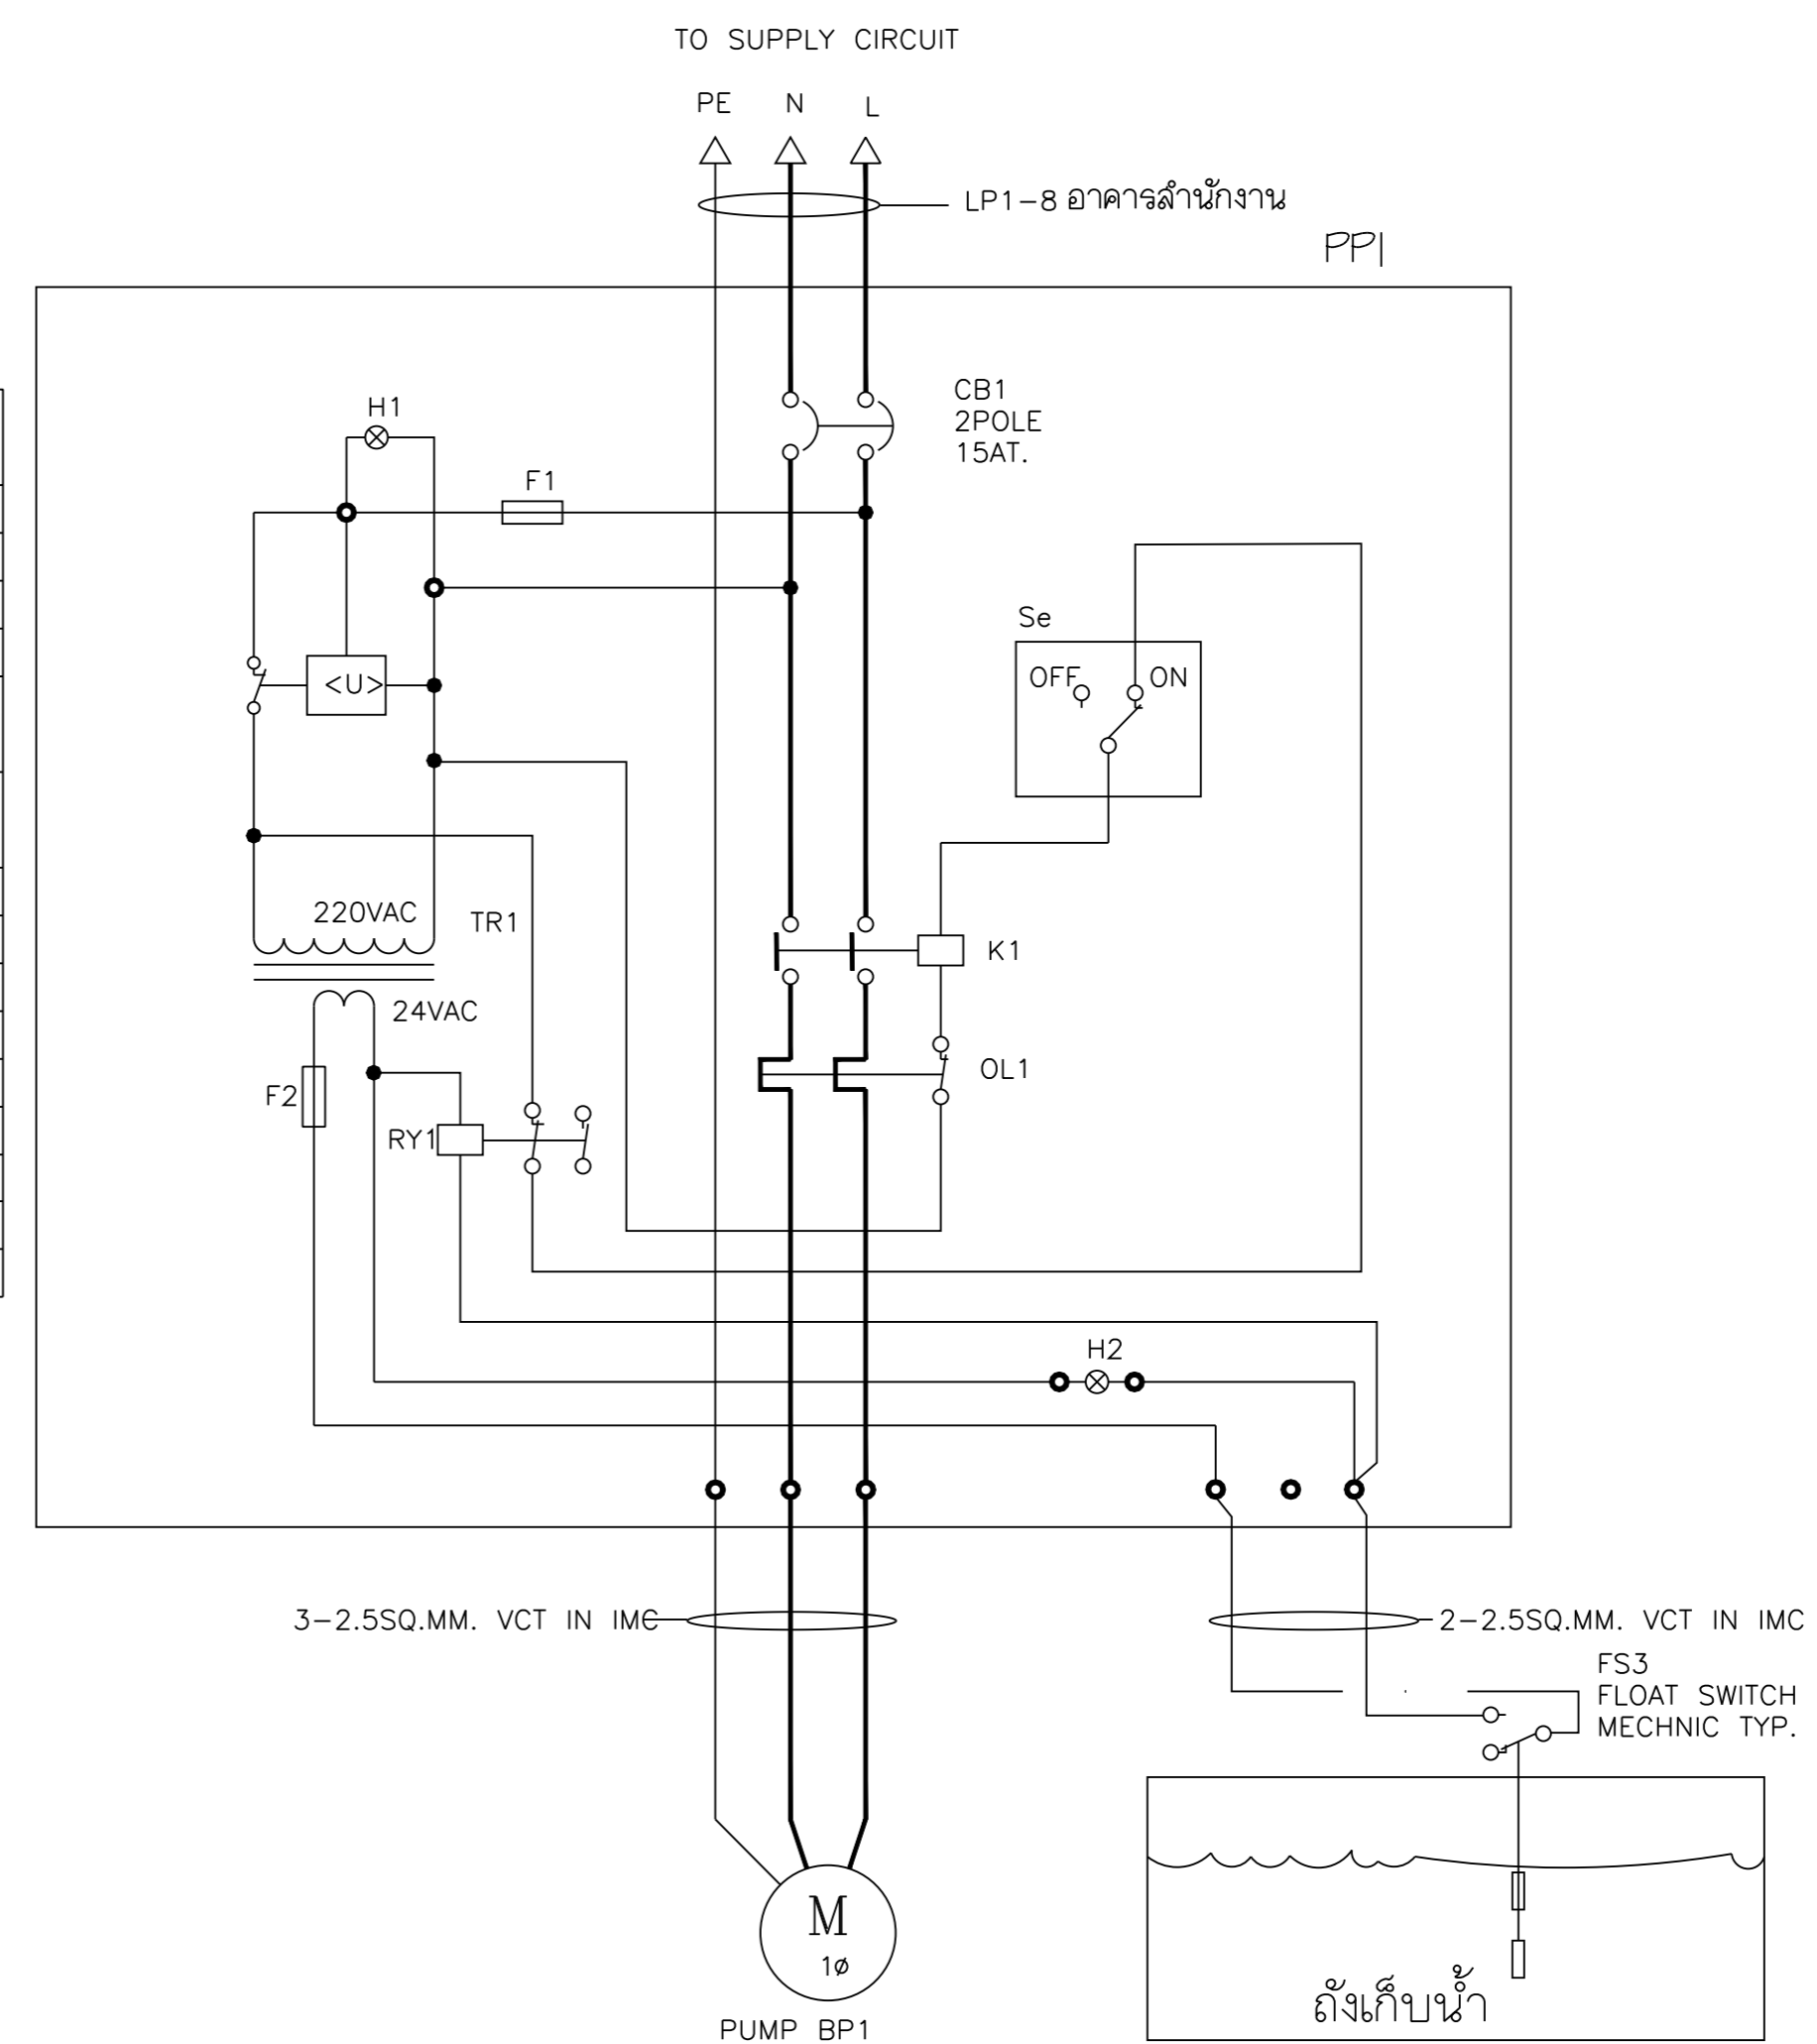 TO SUPPLY CIRCUIT
PE N L
LP1-8 อาคารสำนักงาน
PP1
CB1
2POLE
15AT.
H1
F1
Se
OFF ON
<U>
220VAC
TR1
K1
24VAC
OL1
F2
RY1
H2
3-2.5SQ.MM. VCT IN IMC
2-2.5SQ.MM. VCT IN IMC
FS3
FLOAT SWITCH
MECHNIC TYP.
M
1ø
ถังเก็บน้ำ
PUMP BP1